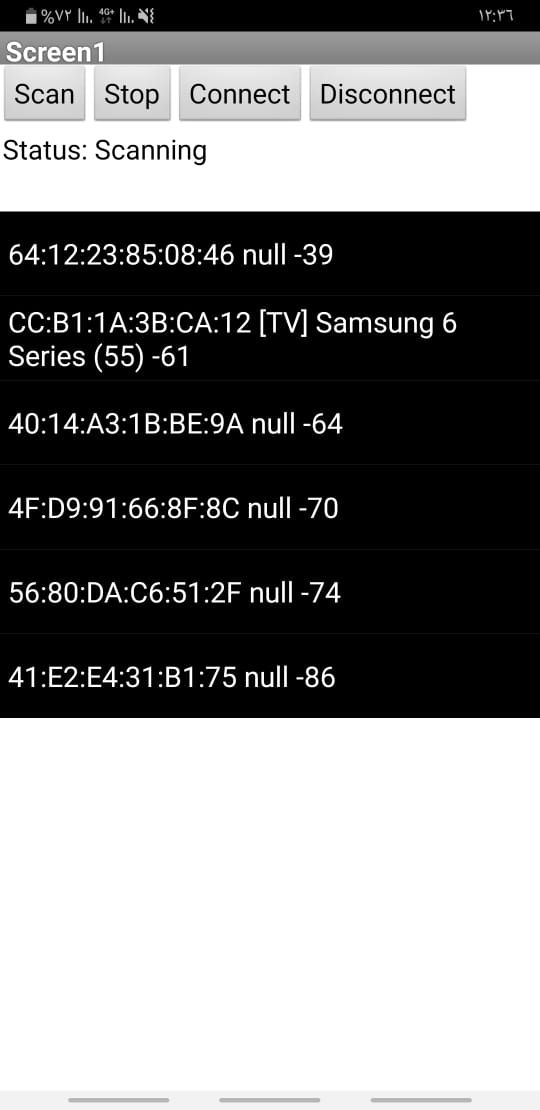 %٧٢ 4G+ ١٢:٣٦
Screen1
Scan Stop Connect Disconnect
Status: Scanning
64:12:23:85:08:46 null -39
CC:B1:1A:3B:CA:12 [TV] Samsung 6
Series (55) -61
40:14:A3:1B:BE:9A null -64
4F:D9:91:66:8F:8C null -70
56:80:DA:C6:51:2F null -74
41:E2:E4:31:B1:75 null -86